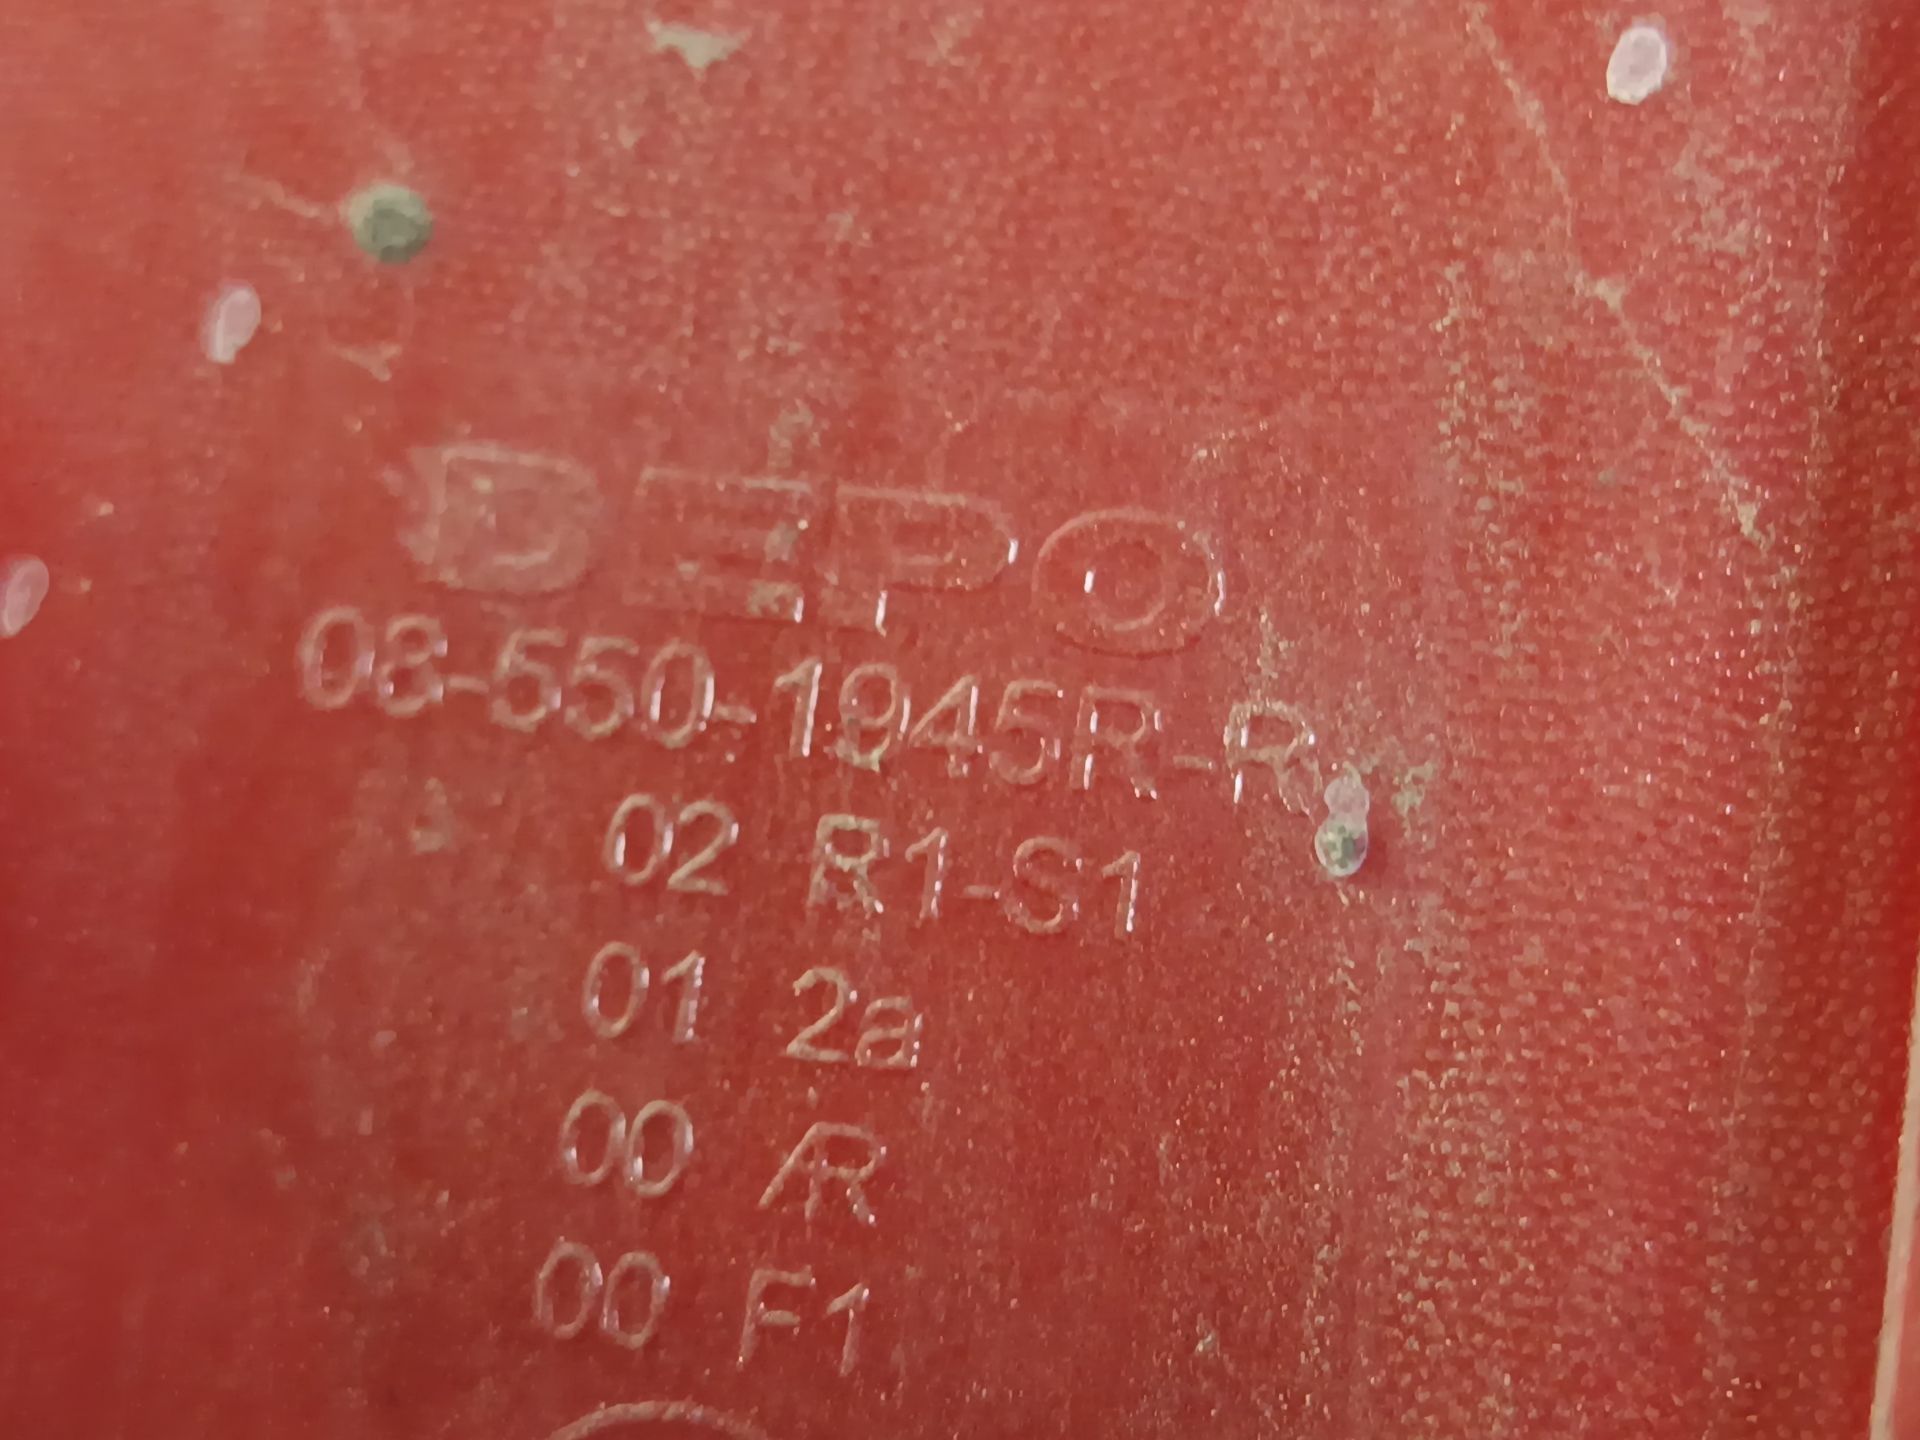 DEPO
08-550-1945R-R
02 R1-S1
01 2a
00 AR
00 F1